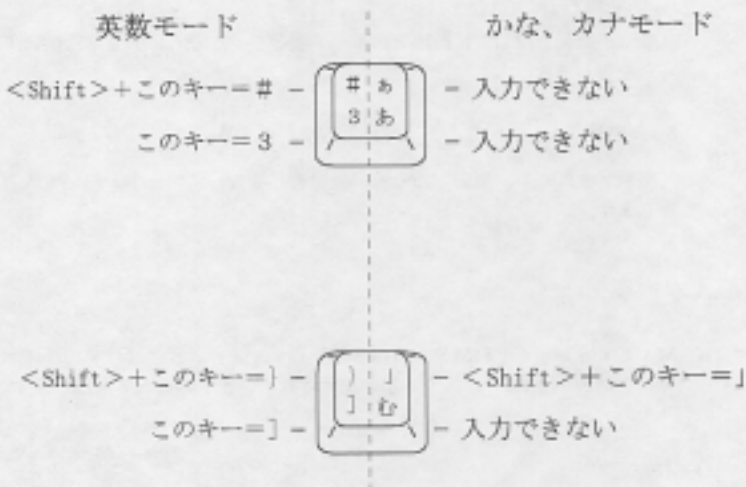 英数モード かな、カナモード
<Shift>+このキー=# - # ぁ - 入力できない
このキー=3 - 3 あ - 入力できない
<Shift>+このキー=} - } 」 - <Shift>+このキー=」
このキー=] - ] む - 入力できない